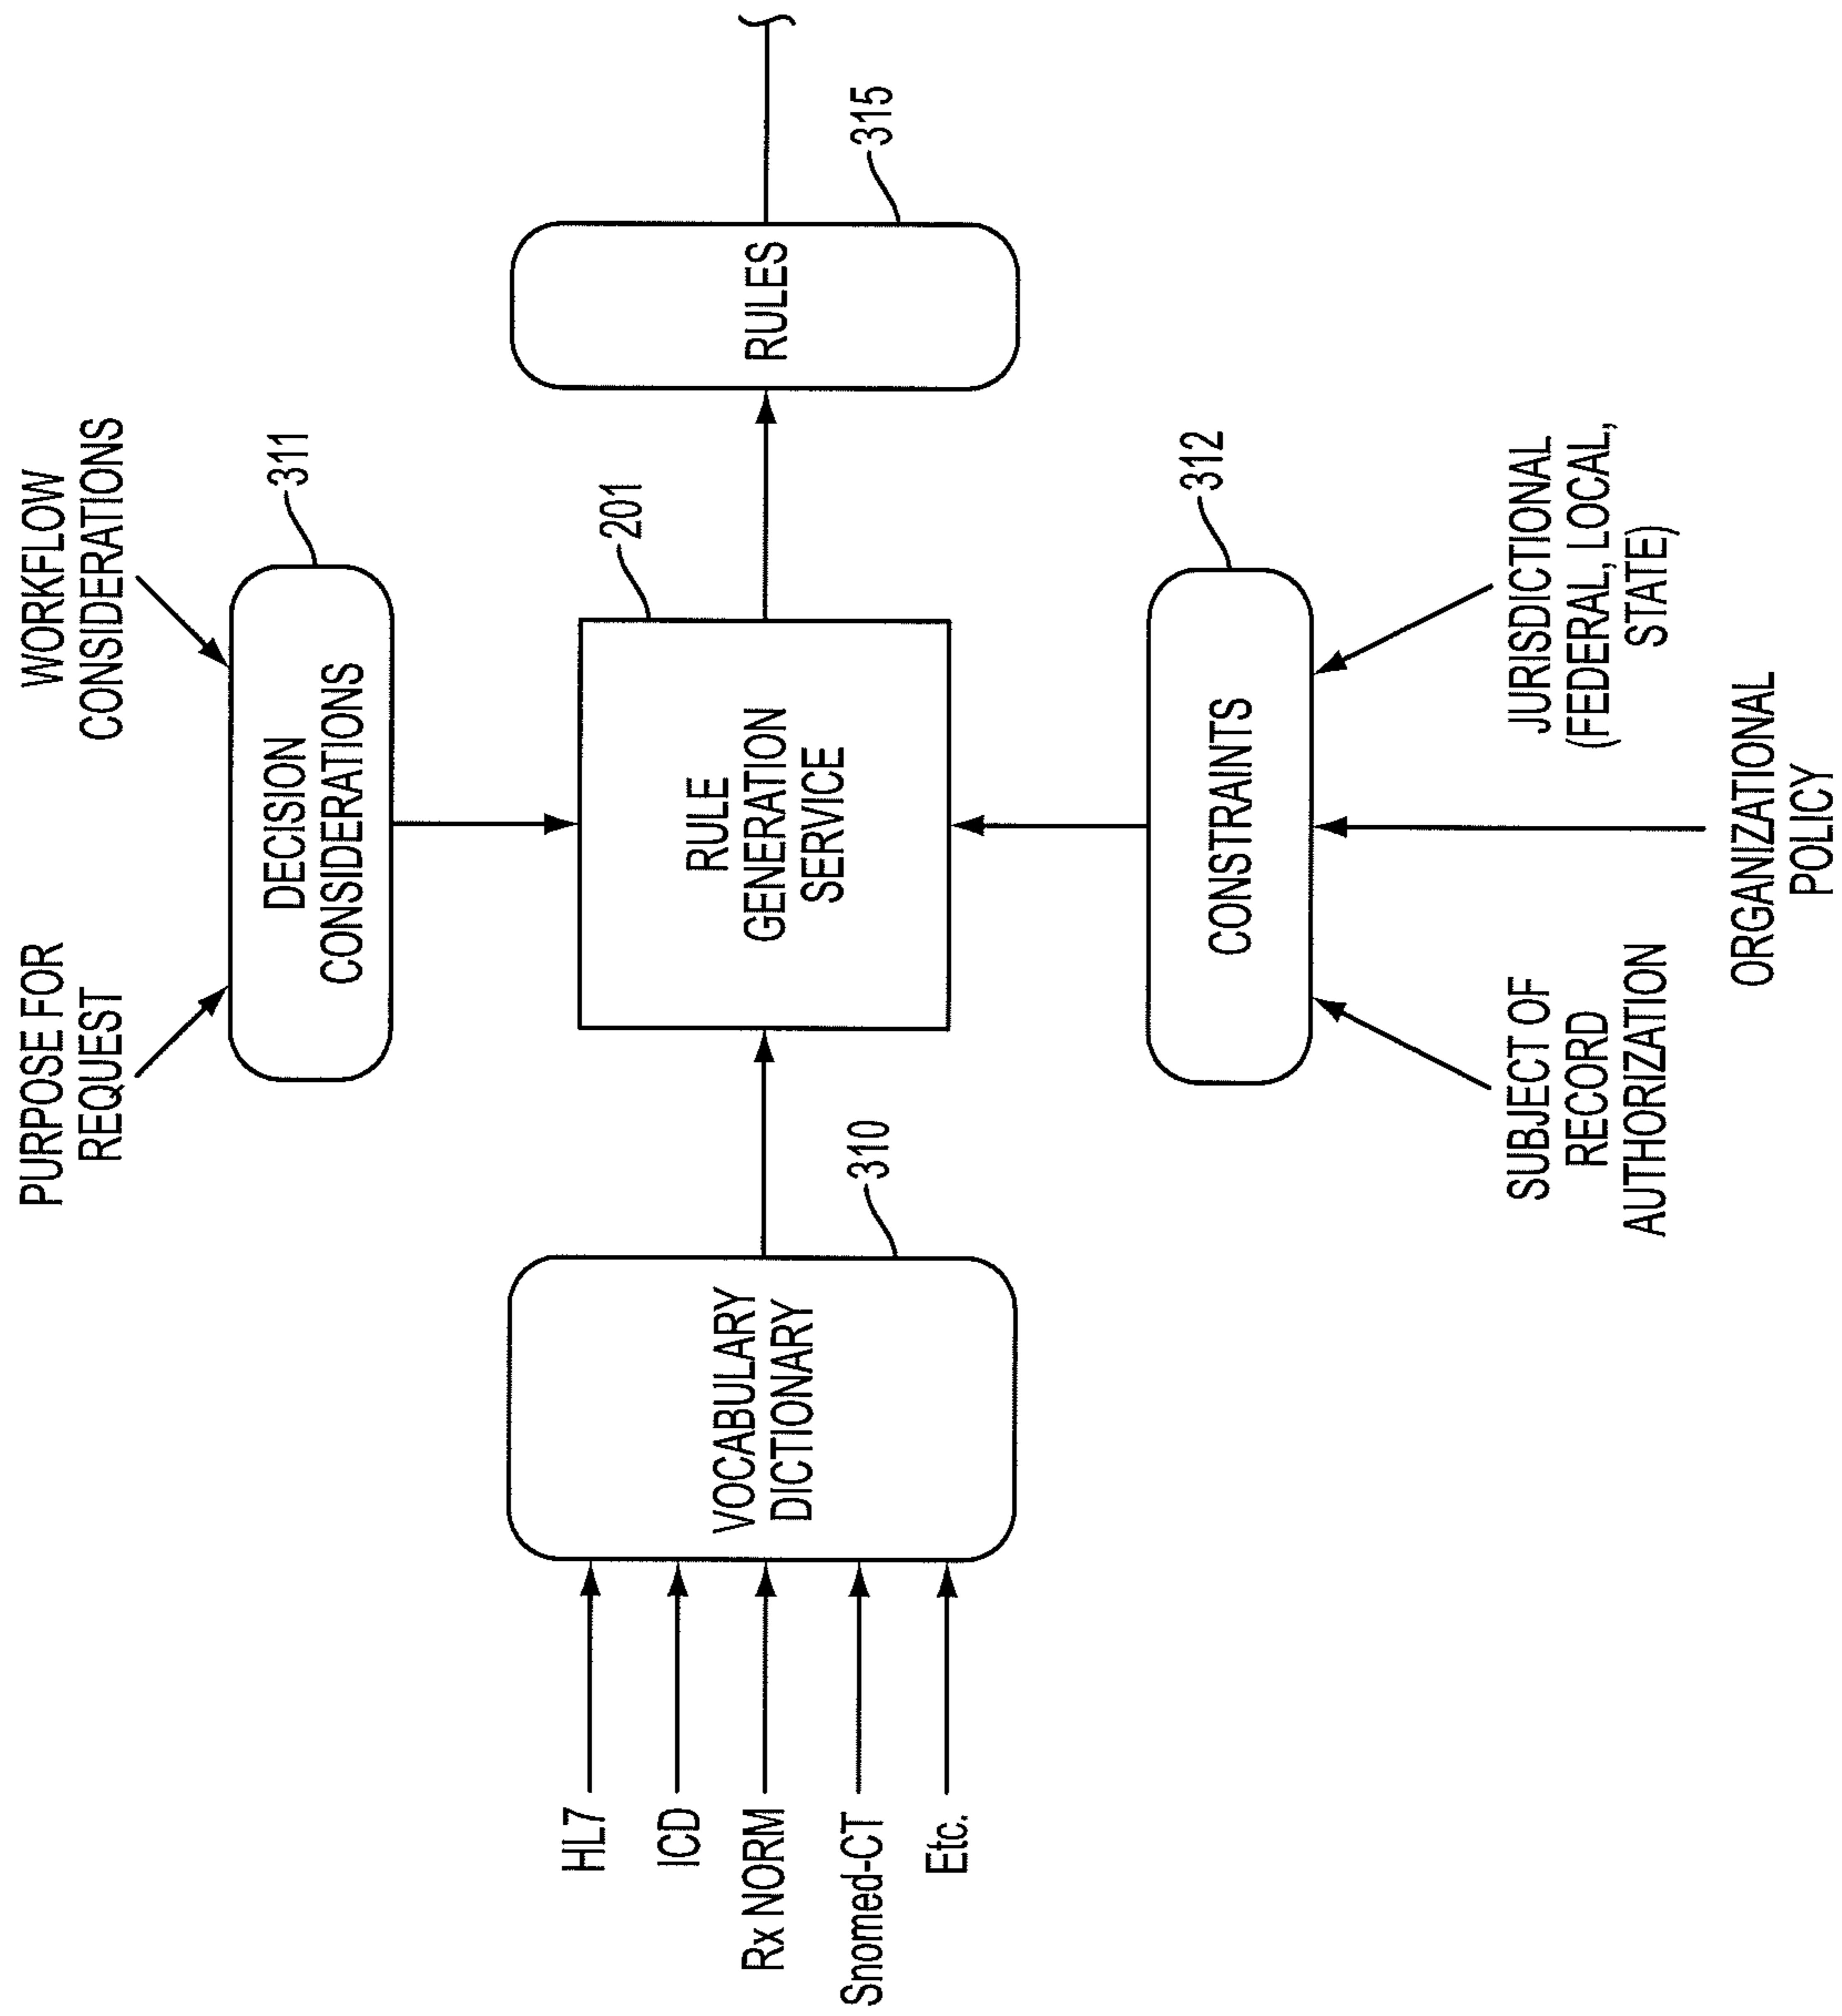 PURPOSE FOR
REQUEST
WORKFLOW
CONSIDERATIONS
DECISION
CONSIDERATIONS
311
HL7
ICD
Rx NORM
Snomed-CT
Etc.
VOCABULARY
DICTIONARY
310
RULE
GENERATION
SERVICE
201
RULES
315
CONSTRAINTS
312
SUBJECT OF
RECORD
AUTHORIZATION
ORGANIZATIONAL
POLICY
JURISDICTIONAL
(FEDERAL, LOCAL,
STATE)